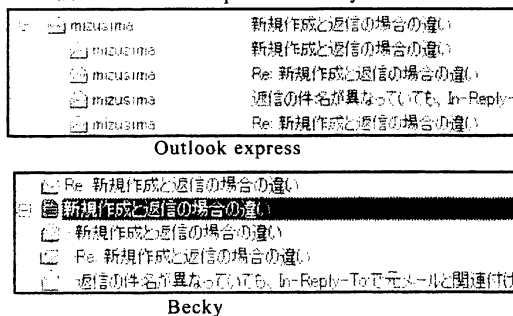 mizusima 新規作成と返信の場合の違い
mizusima 新規作成と返信の場合の違い
mizusima Re: 新規作成と返信の場合の違い
mizusima 返信の件名が異なっていても、In-Reply-
mizusima Re: 新規作成と返信の場合の違い
Outlook express
Re: 新規作成と返信の場合の違い
新規作成と返信の場合の違い
新規作成と返信の場合の違い
Re: 新規作成と返信の場合の違い
返信の件名が異なっていても、In-Reply-Toで元メールと関連付け
Becky